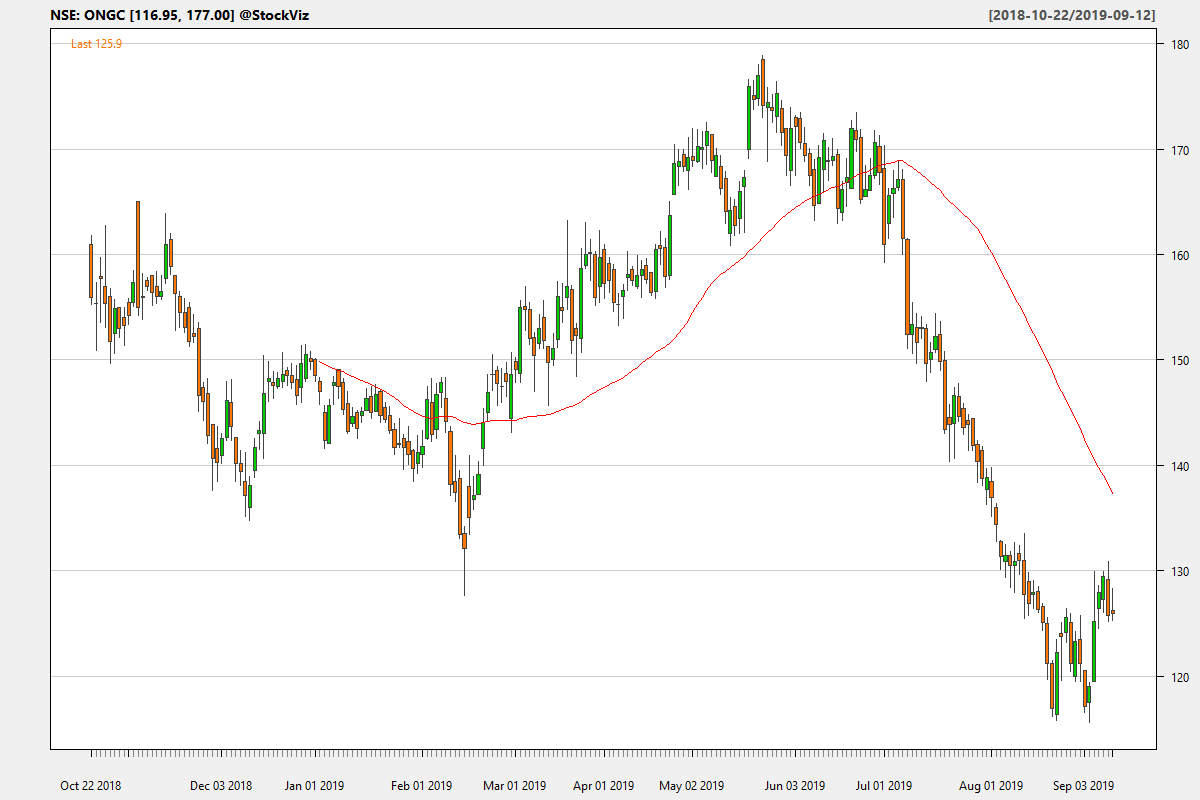 NSE: ONGC [116.95, 177.00] @StockViz [2018-10-22/2019-09-12]
Last 125.9
180
170
160
150
140
130
120
Oct 22 2018 Dec 03 2018 Jan 01 2019 Feb 01 2019 Mar 01 2019 Apr 01 2019 May 02 2019 Jun 03 2019 Jul 01 2019 Aug 01 2019 Sep 03 2019